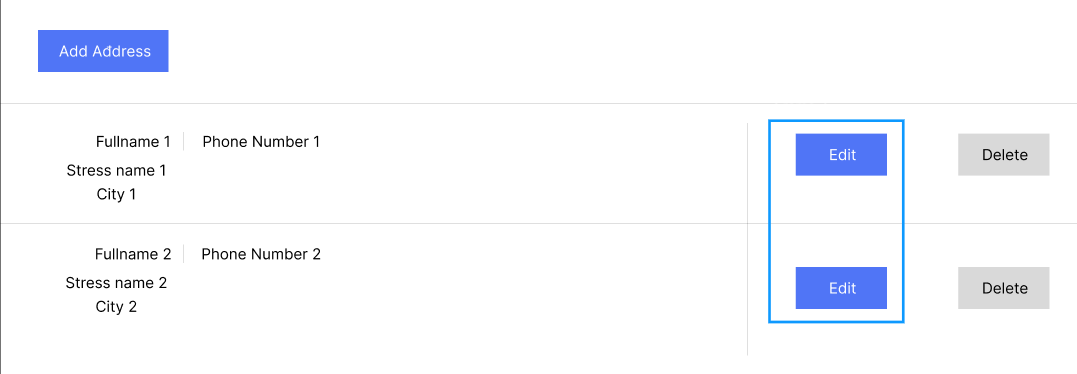 Add Address
Fullname 1 Phone Number 1 Edit Delete
Stress name 1
City 1
Fullname 2 Phone Number 2
Stress name 2 Edit Delete
City 2